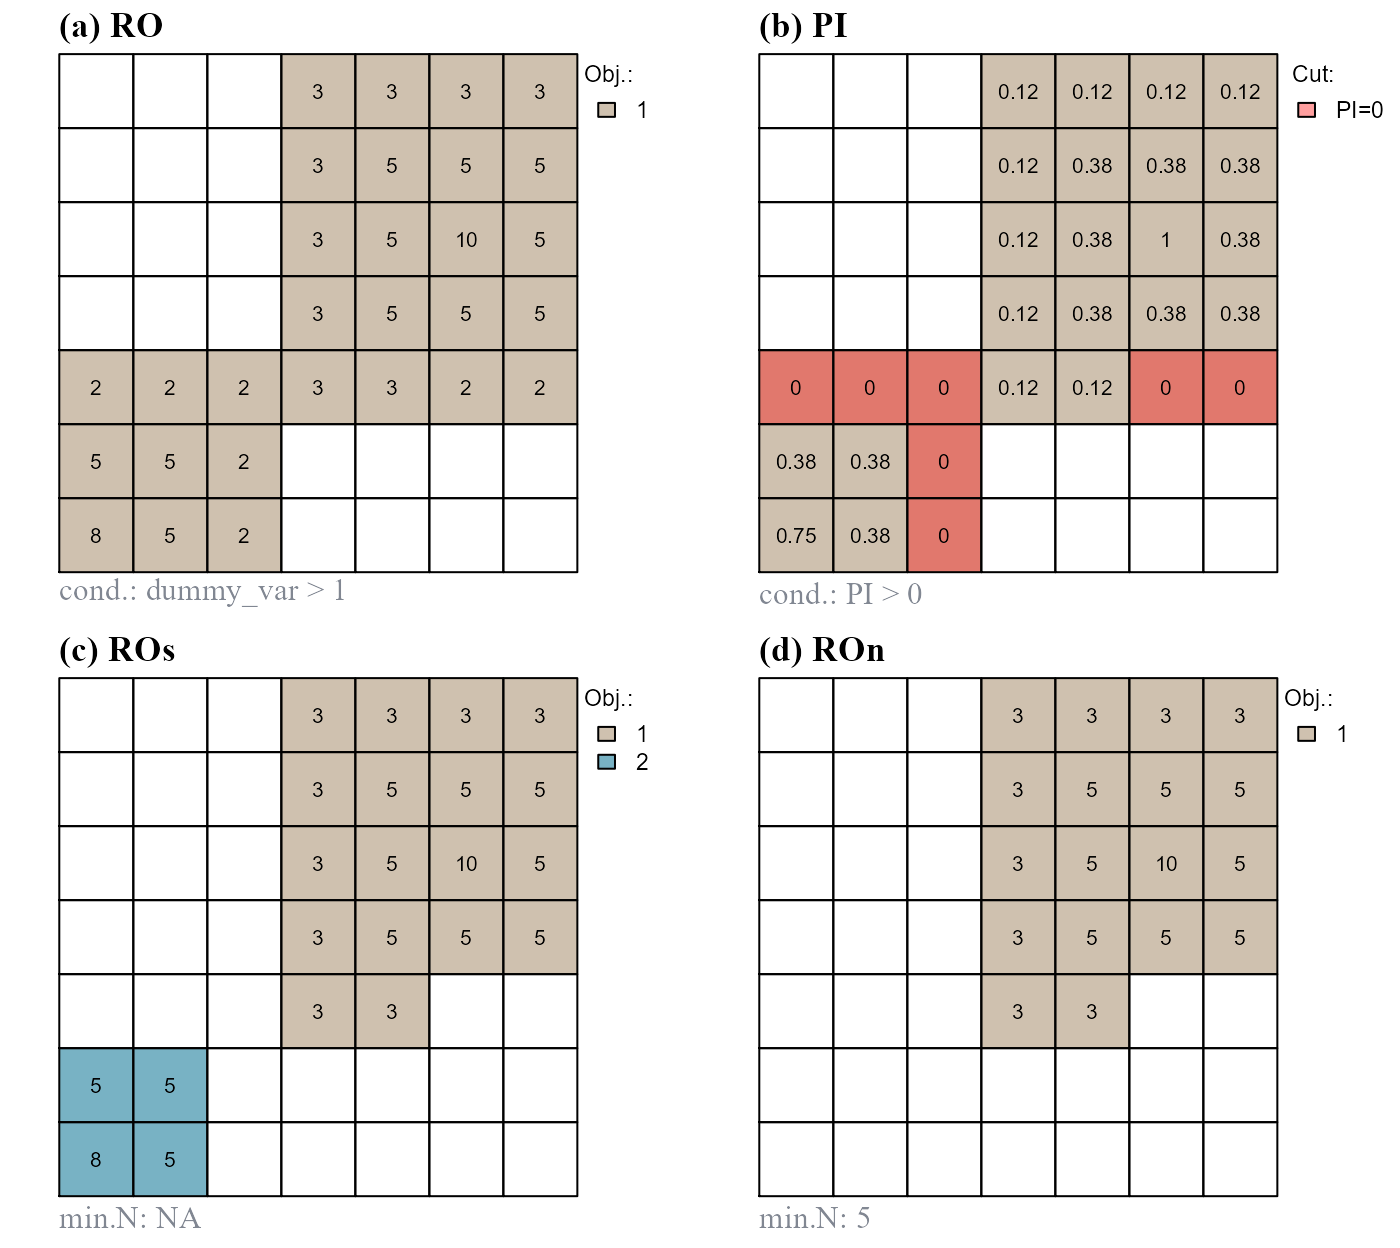 (a) RO
Obj.:
1
3 3 3 3
3 5 5 5
3 5 10 5
3 5 5 5
2 2 2 3 3 2 2
5 5 2
8 5 2
cond.: dummy_var > 1
(b) PI
Cut:
PI=0
0.12 0.12 0.12 0.12
0.12 0.38 0.38 0.38
0.12 0.38 1 0.38
0.12 0.38 0.38 0.38
0 0 0 0.12 0.12 0 0
0.38 0.38 0
0.75 0.38 0
cond.: PI > 0
(c) ROs
Obj.:
1
2
3 3 3 3
3 5 5 5
3 5 10 5
3 5 5 5
3 3
5 5
8 5
min.N: NA
(d) ROn
Obj.:
1
3 3 3 3
3 5 5 5
3 5 10 5
3 5 5 5
3 3
min.N: 5